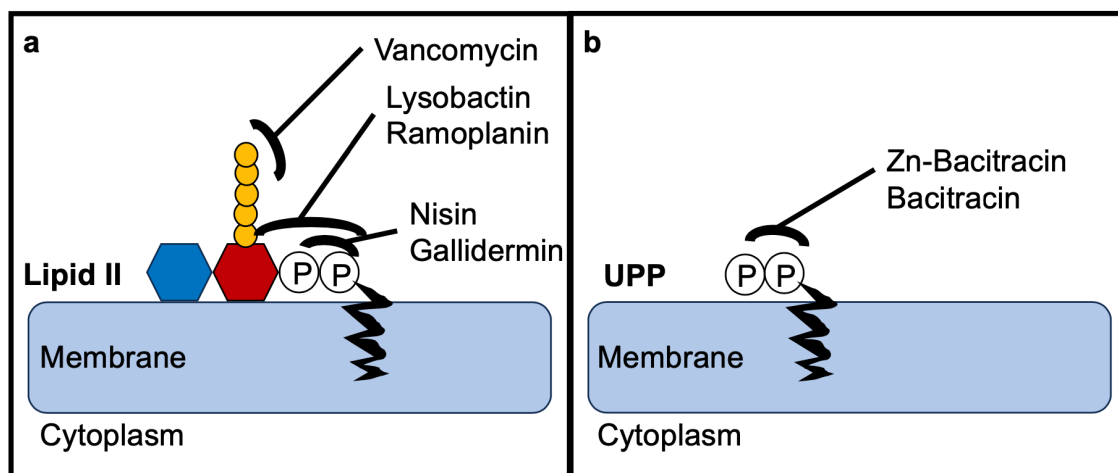 a
Vancomycin
Lysobactin
Ramoplanin
Nisin
Gallidermin
Lipid II
P P
Membrane
Cytoplasm
b
Zn-Bacitracin
Bacitracin
UPP
P P
Membrane
Cytoplasm